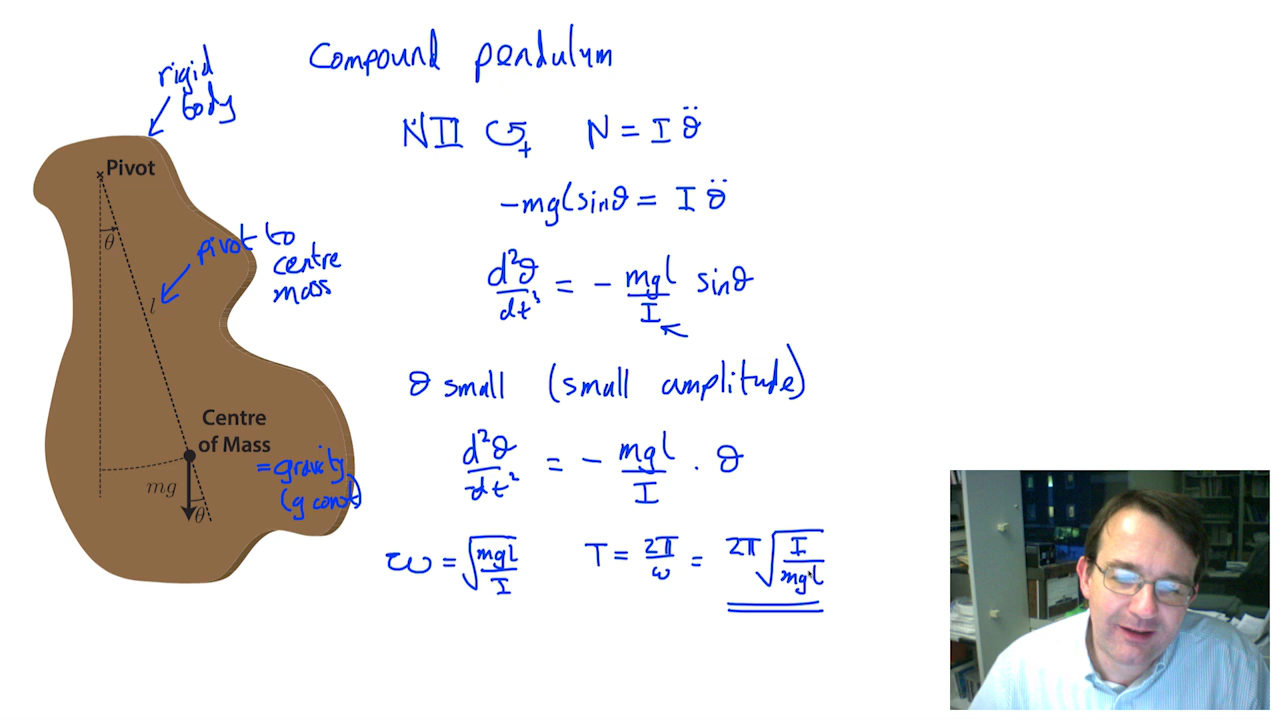 Compound pendulum
rigid
body
NII ↺+ N = I θ̈
Pivot
-mgl sinθ = I θ̈
θ
pivot to
centre
mass
l
d²θ/dt² = - mgl/I sinθ
θ small (small amplitude)
Centre
of Mass
= gravity
(g const)
mg
θ
d²θ/dt² = - mgl/I . θ
ω = √(mgl/I) T = 2π/ω = 2π √(I/mgl)